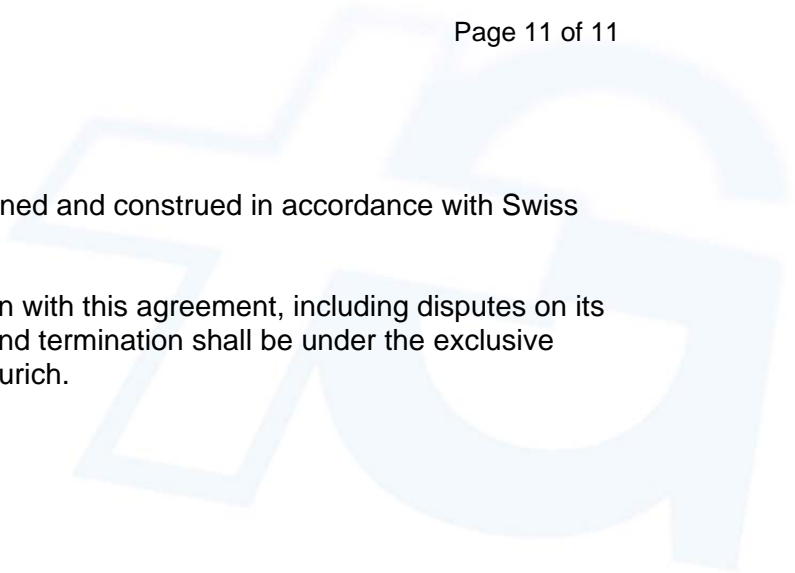 Page 11 of 11
ned and construed in accordance with Swiss
n with this agreement, including disputes on its
nd termination shall be under the exclusive
urich.